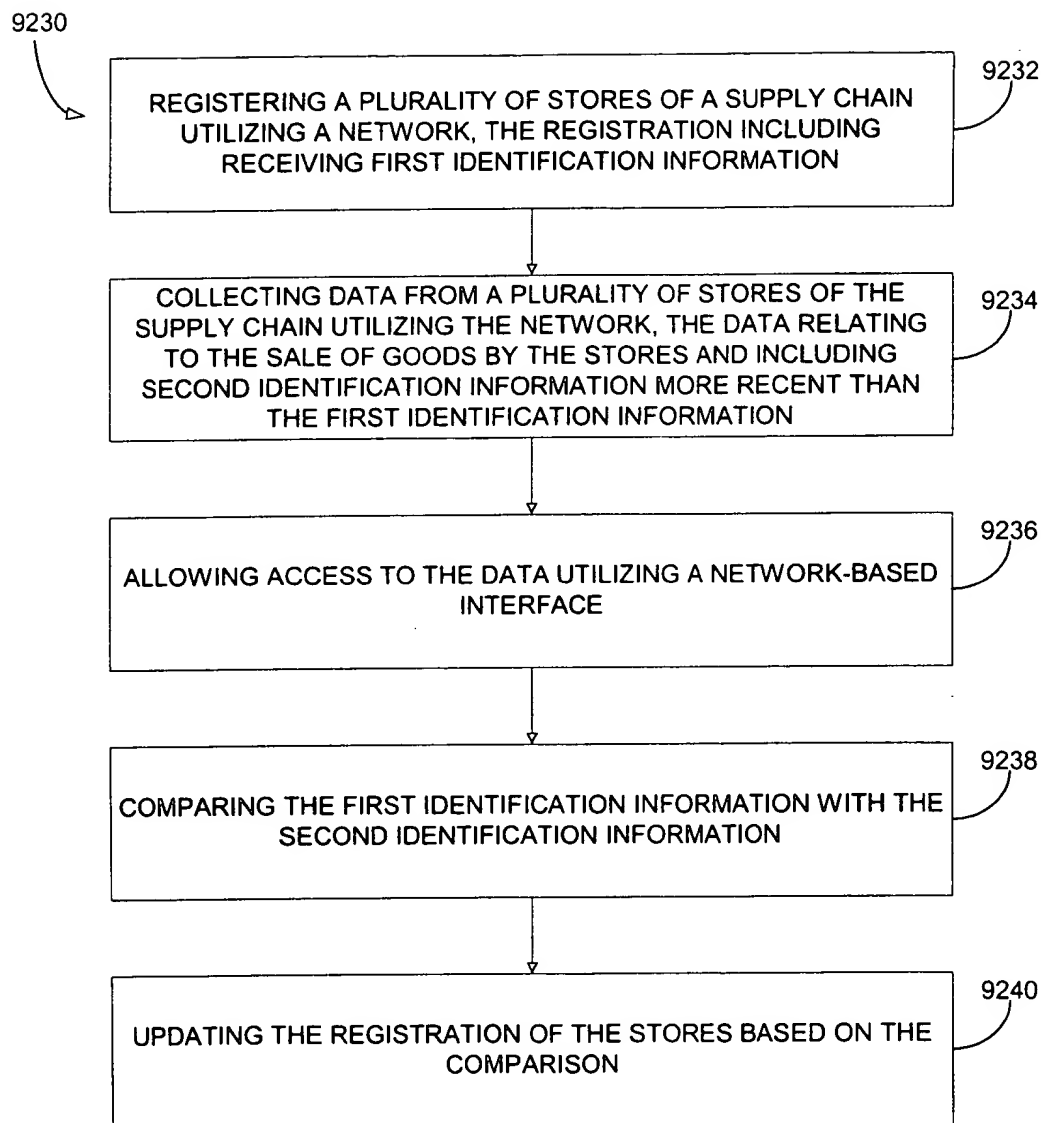 9230
9232
REGISTERING A PLURALITY OF STORES OF A SUPPLY CHAIN
UTILIZING A NETWORK, THE REGISTRATION INCLUDING
RECEIVING FIRST IDENTIFICATION INFORMATION
9234
COLLECTING DATA FROM A PLURALITY OF STORES OF THE
SUPPLY CHAIN UTILIZING THE NETWORK, THE DATA RELATING
TO THE SALE OF GOODS BY THE STORES AND INCLUDING
SECOND IDENTIFICATION INFORMATION MORE RECENT THAN
THE FIRST IDENTIFICATION INFORMATION
9236
ALLOWING ACCESS TO THE DATA UTILIZING A NETWORK-BASED
INTERFACE
9238
COMPARING THE FIRST IDENTIFICATION INFORMATION WITH THE
SECOND IDENTIFICATION INFORMATION
9240
UPDATING THE REGISTRATION OF THE STORES BASED ON THE
COMPARISON